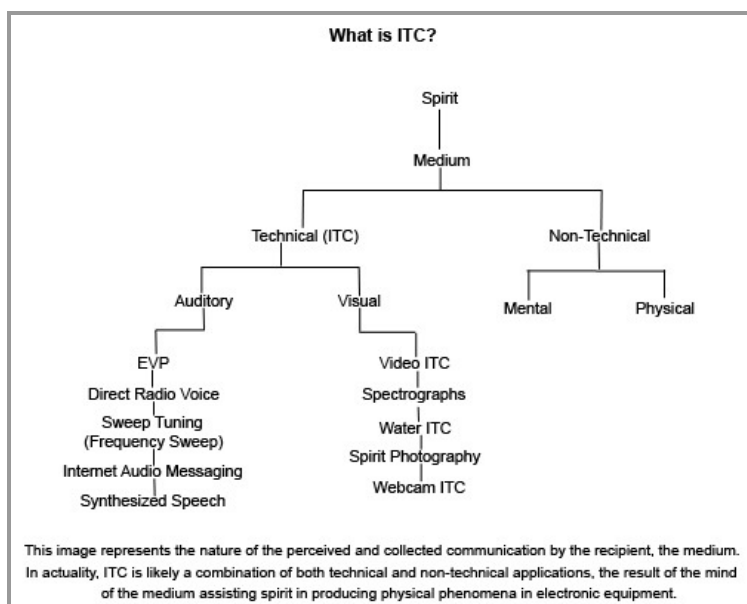 What is ITC?
Spirit
Medium
Technical (ITC)
Non-Technical
Auditory
Visual
Mental
Physical
EVP
Direct Radio Voice
Sweep Tuning
(Frequency Sweep)
Internet Audio Messaging
Synthesized Speech
Video ITC
Spectrographs
Water ITC
Spirit Photography
Webcam ITC
This image represents the nature of the perceived and collected communication by the recipient, the medium.
In actuality, ITC is likely a combination of both technical and non-technical applications, the result of the mind
of the medium assisting spirit in producing physical phenomena in electronic equipment.